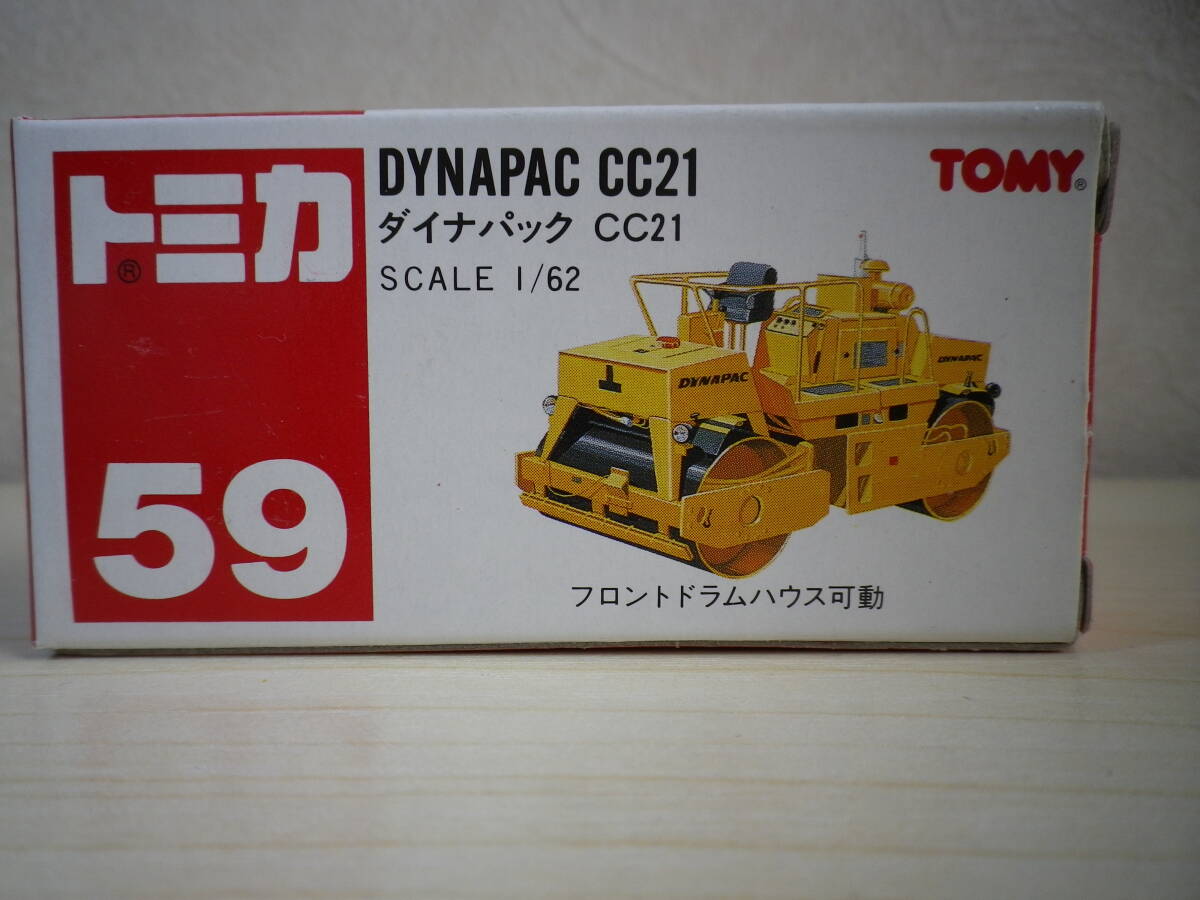 トミカ
®
59
DYNAPAC CC21
ダイナパック CC21
SCALE 1/62
TOMY®
DYNAPAC
DYNAPAC
フロントドラムハウス可動